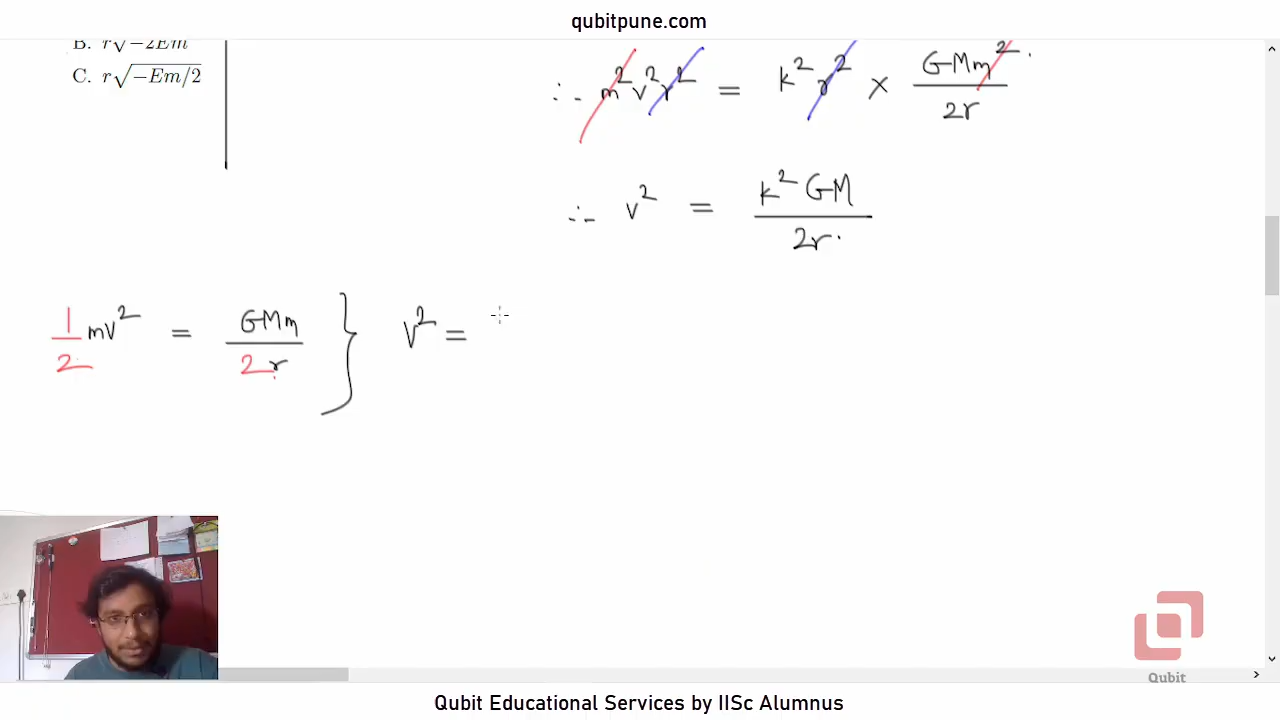 qubitpune.com
B. r√−2Em
C. r√−Em/2
∴ m²v²r² = k²r² × GMm²/2r
∴ v² = k²GM/2r
1/2 mv² = GMm/2r } v² =
Qubit
Qubit Educational Services by IISc Alumnus